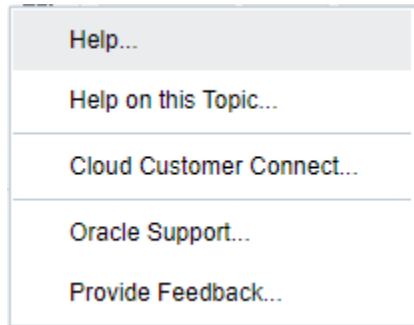 Help...
Help on this Topic...
Cloud Customer Connect...
Oracle Support...
Provide Feedback...